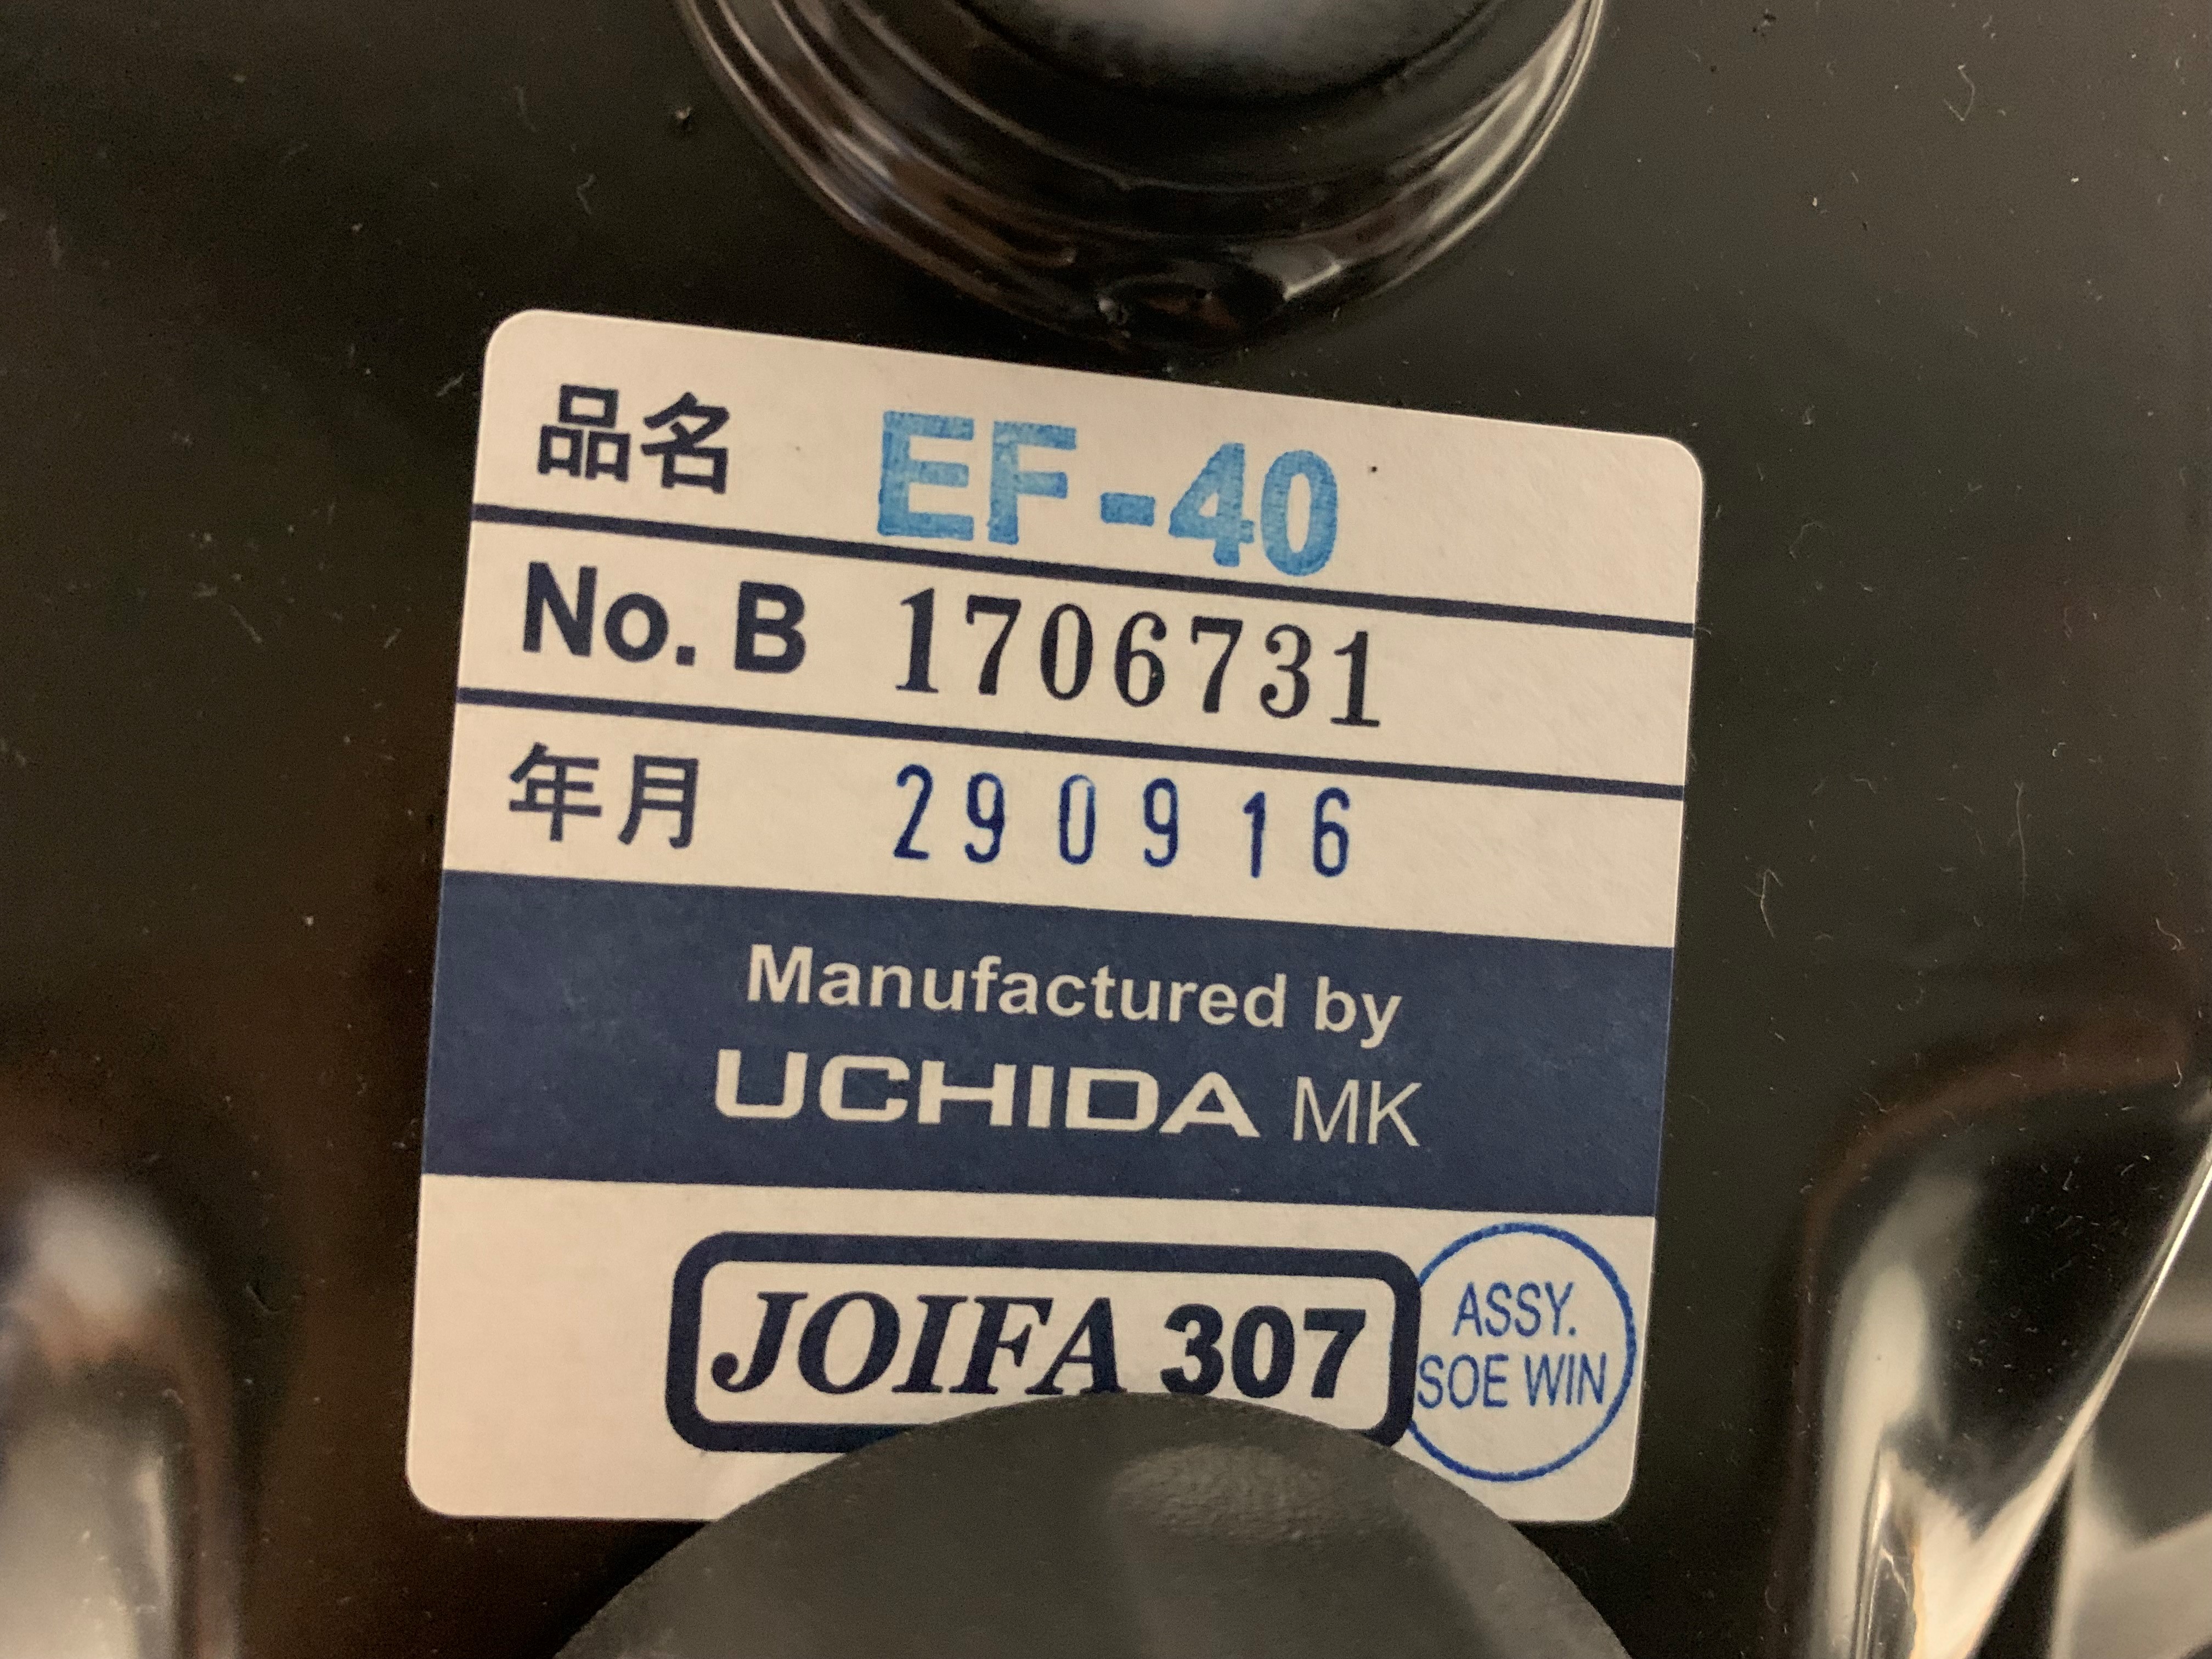 品名 EF-40
No. B 1706731
年月 290916
Manufactured by
UCHIDA MK
JOIFA 307
ASSY.
SOE WIN